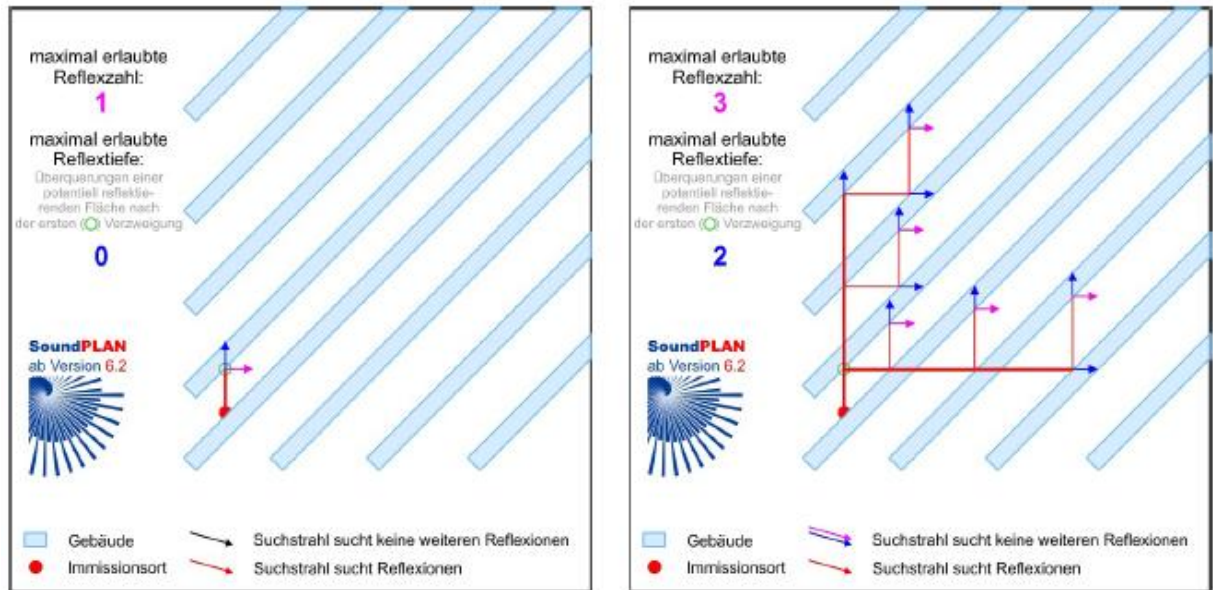 maximal erlaubte
Reflexzahl:
1
maximal erlaubte
Reflextiefe:
Überquerungen einer
potentiell reflektie-
renden Fläche nach
der ersten ( ) Verzweigung
0
SoundPLAN
ab Version 6.2
Gebäude
Suchstrahl sucht keine weiteren Reflexionen
Immissionsort
Suchstrahl sucht Reflexionen
maximal erlaubte
Reflexzahl:
3
maximal erlaubte
Reflextiefe:
Überquerungen einer
potentiell reflektie-
renden Fläche nach
der ersten ( ) Verzweigung
2
SoundPLAN
ab Version 6.2
Gebäude
Suchstrahl sucht keine weiteren Reflexionen
Immissionsort
Suchstrahl sucht Reflexionen